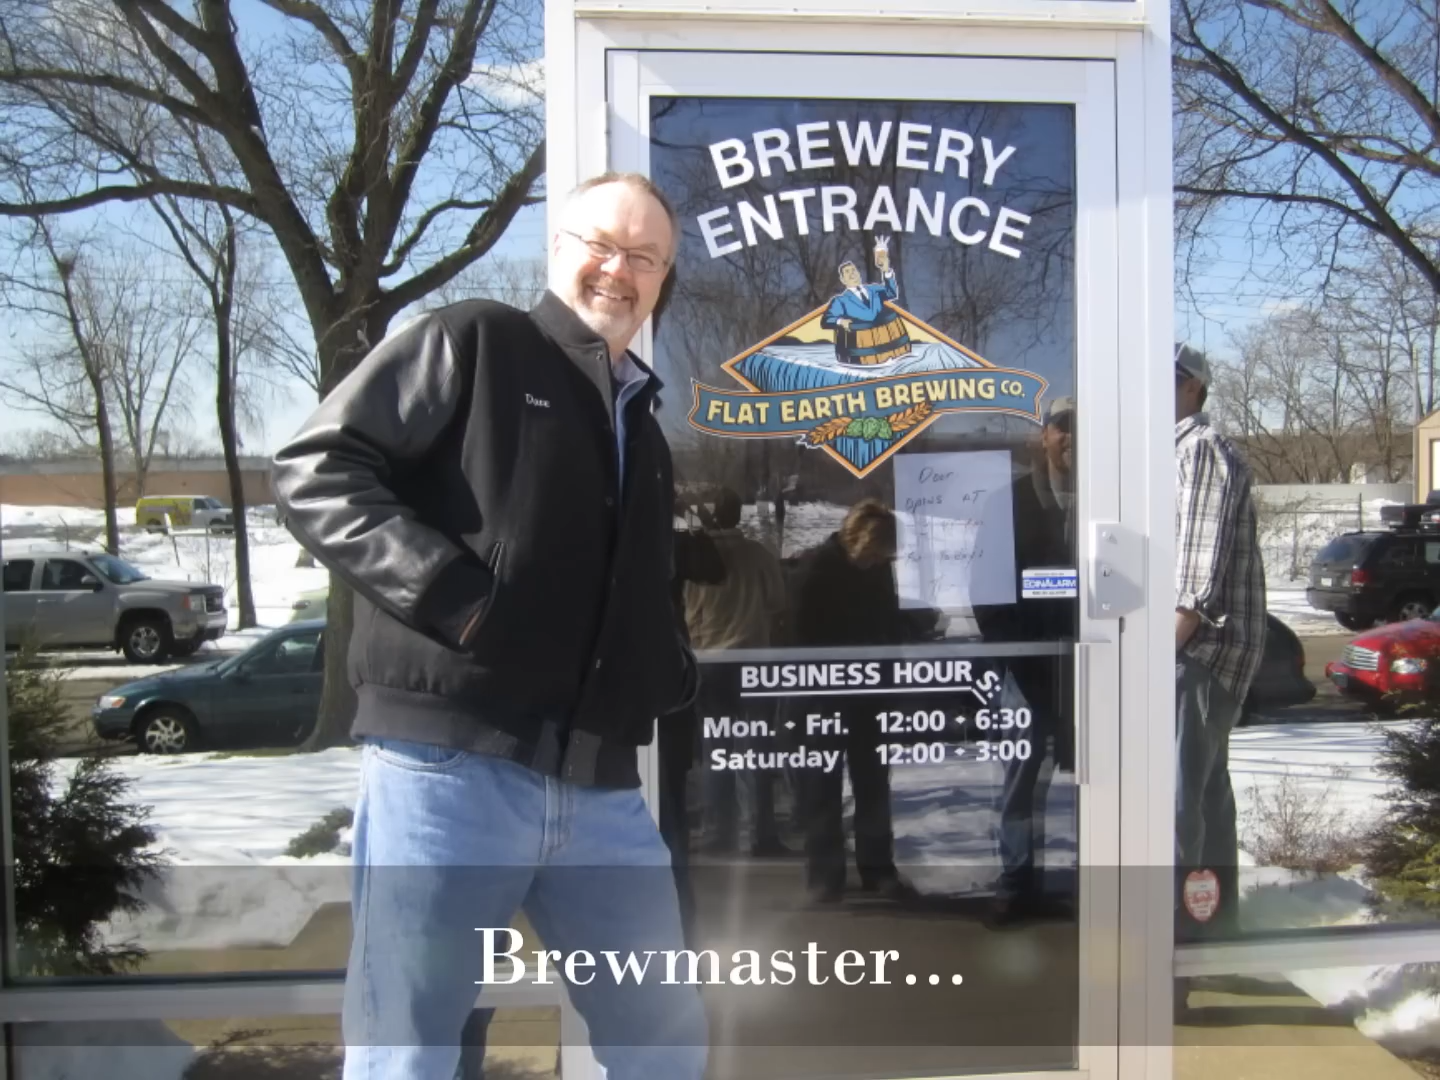 BREWERY
ENTRANCE
FLAT EARTH BREWING CO.
Door
opens AT
EDINALARM
BUSINESS HOURS:
Mon. • Fri. 12:00 • 6:30
Saturday 12:00 • 3:00
Brewmaster...